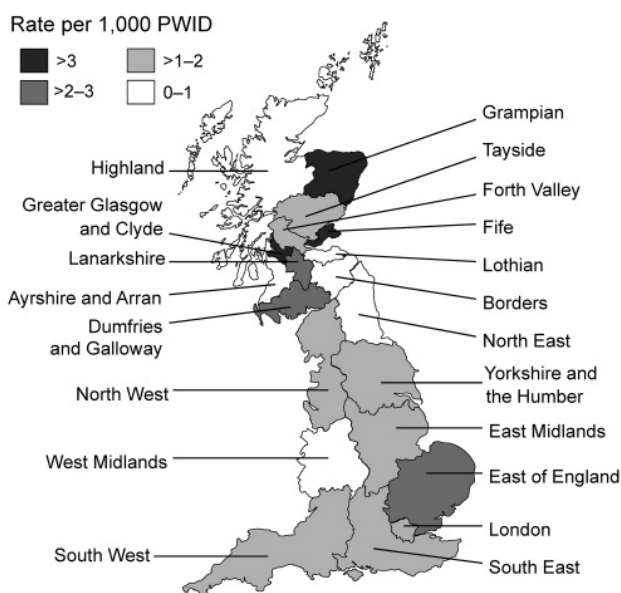 Rate per 1,000 PWID
>3
>1–2
>2–3
0–1
Grampian
Tayside
Highland
Forth Valley
Greater Glasgow
and Clyde
Fife
Lanarkshire
Lothian
Ayrshire and Arran
Borders
Dumfries
and Galloway
North East
North West
Yorkshire and
the Humber
East Midlands
West Midlands
East of England
London
South West
South East